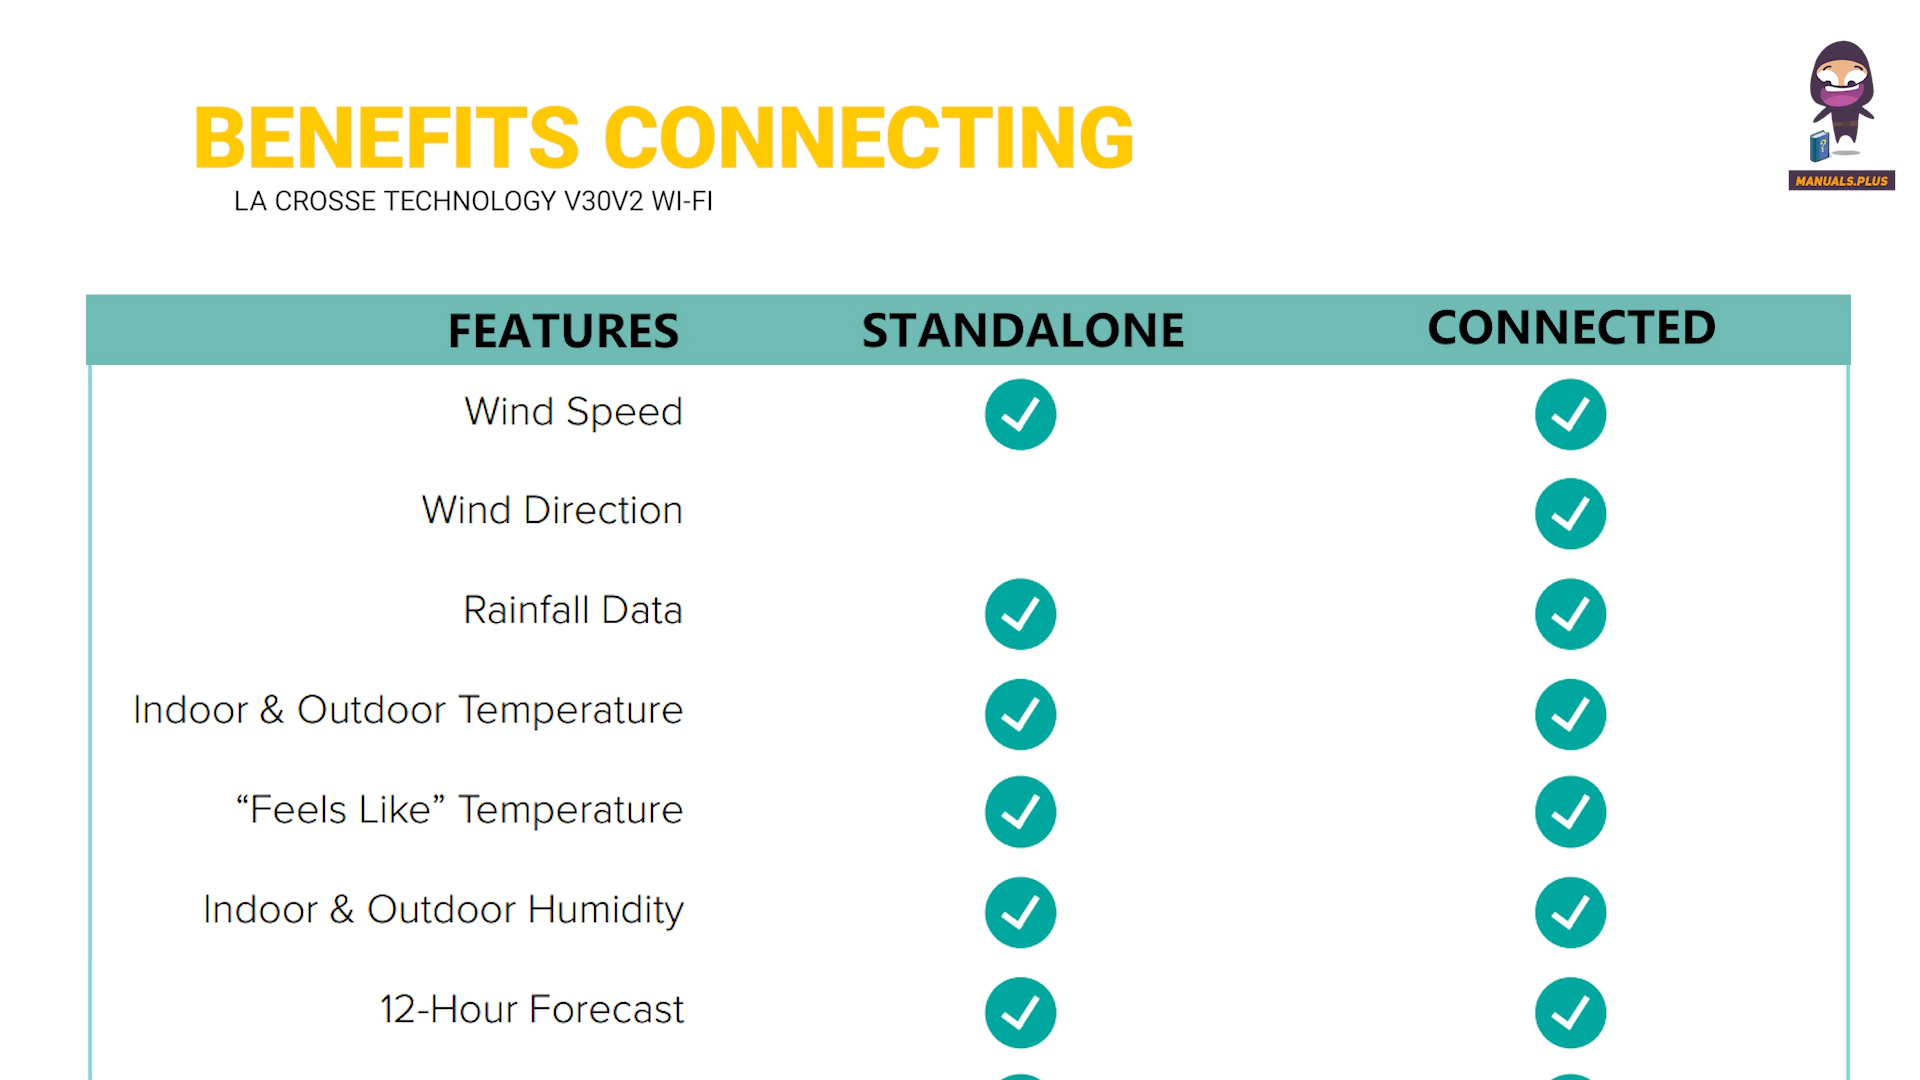 BENEFITS CONNECTING
LA CROSSE TECHNOLOGY V30V2 WI-FI
?
MANUALS.PLUS
FEATURES STANDALONE CONNECTED
Wind Speed
Wind Direction
Rainfall Data
Indoor & Outdoor Temperature
“Feels Like” Temperature
Indoor & Outdoor Humidity
12-Hour Forecast